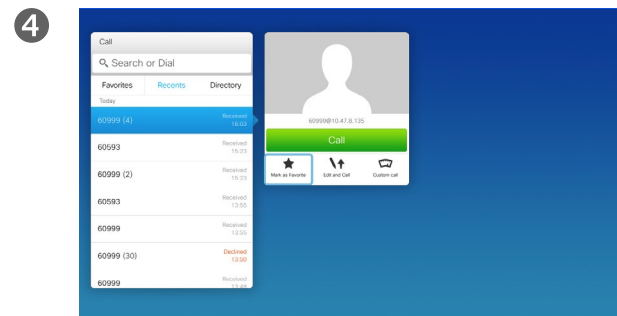 4
Call
Search or Dial
Favorites Recents Directory
Today
60999 (4) Received 16:03
60593 Received 15:23
60999 (2) Received 15:23
60593 Received 13:55
60999 Received 13:55
60999 (30) Declined 13:50
60999 Received
60999@10.47.8.135
Call
Mark as Favorite Edit and Call Custom call